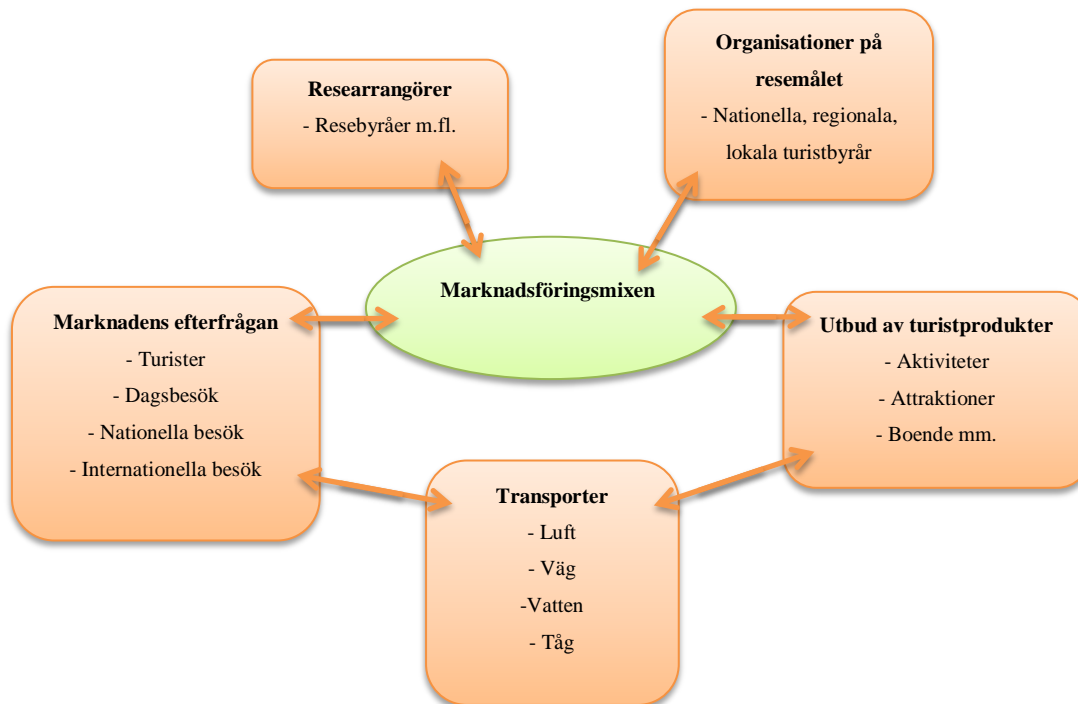 Researrangörer
- Resebyråer m.fl.
Organisationer på
resemålet
- Nationella, regionala,
lokala turistbyrår
Marknadsföringsmixen
Marknadens efterfrågan
- Turister
- Dagsbesök
- Nationella besök
- Internationella besök
Utbud av turistprodukter
- Aktiviteter
- Attraktioner
- Boende mm.
Transporter
- Luft
- Väg
-Vatten
- Tåg